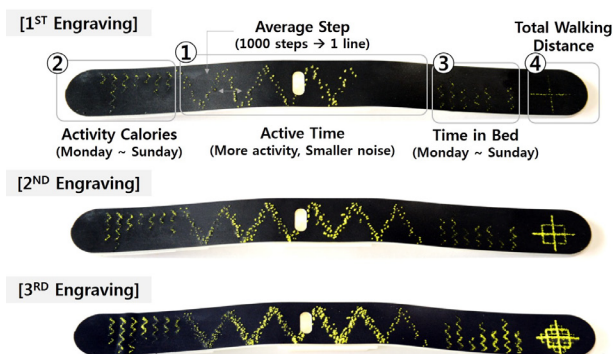 [1ST Engraving]
Average Step
(1000 steps → 1 line)
Total Walking
Distance
②
①
③
④
Activity Calories
(Monday ~ Sunday)
Active Time
(More activity, Smaller noise)
Time in Bed
(Monday ~ Sunday)
[2ND Engraving]
[3RD Engraving]